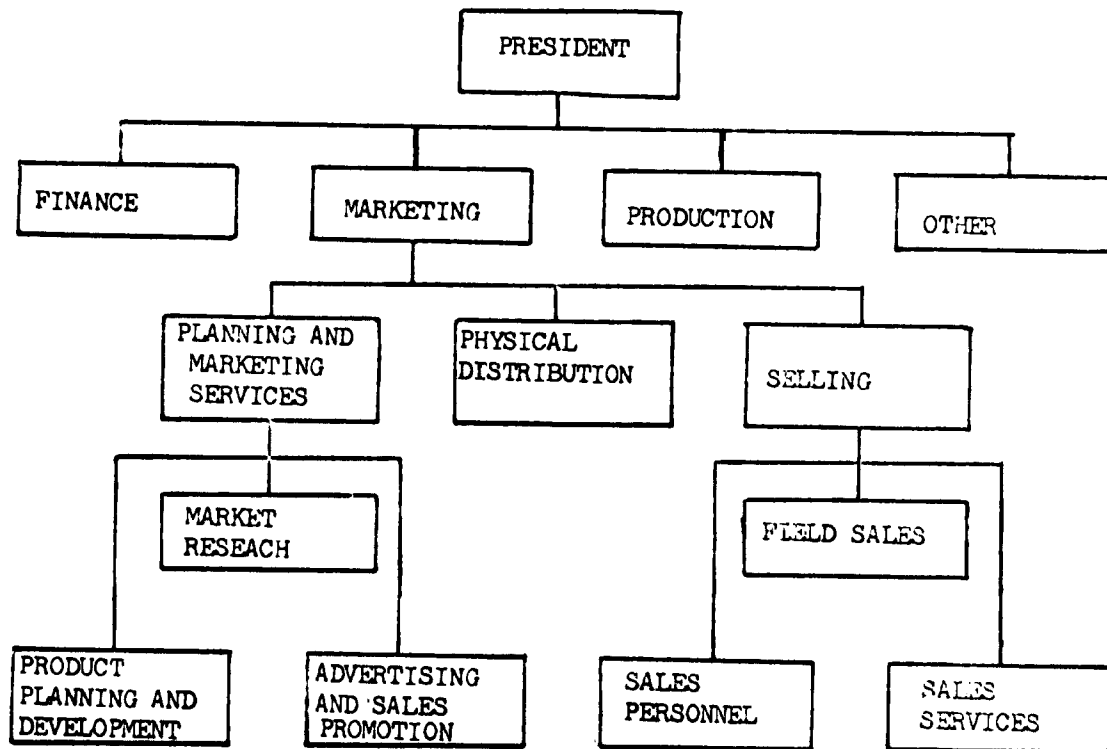 PRESIDENT
FINANCE
MARKETING
PRODUCTION
OTHER
PLANNING AND
MARKETING
SERVICES
PHYSICAL
DISTRIBUTION
SELLING
MARKET
RESEACH
FIELD SALES
PRODUCT
PLANNING AND
DEVELOPMENT
ADVERTISING
AND SALES
PROMOTION
SALES
PERSONNEL
SALES
SERVICES